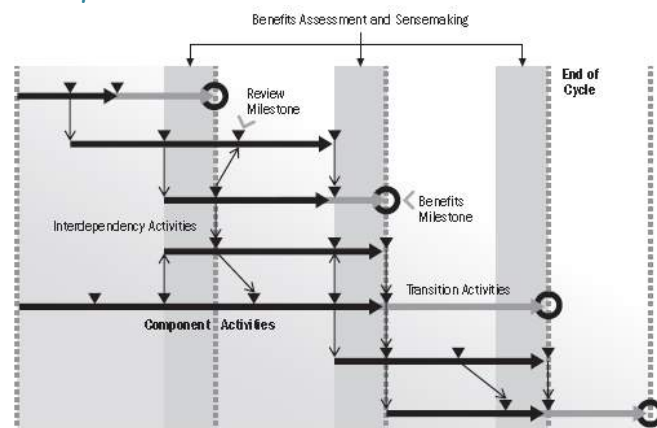 Benefits Assessment and Sensemaking
End of
Cycle
Review
Milestone
Benefits
Milestone
Interdependency Activities
Transition Activities
Component Activities